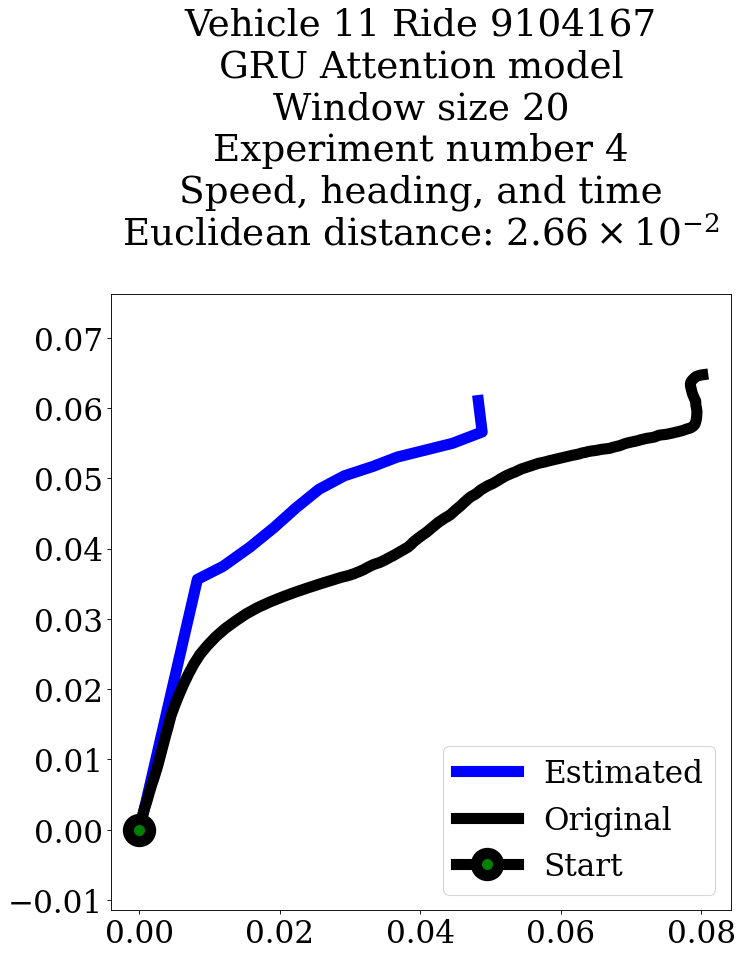 Vehicle 11 Ride 9104167
GRU Attention model
Window size 20
Experiment number 4
Speed, heading, and time
Euclidean distance: 2.66 × 10⁻²
0.07
0.06
0.05
0.04
0.03
0.02
0.01
0.00
−0.01
Estimated
Original
Start
0.00 0.02 0.04 0.06 0.08